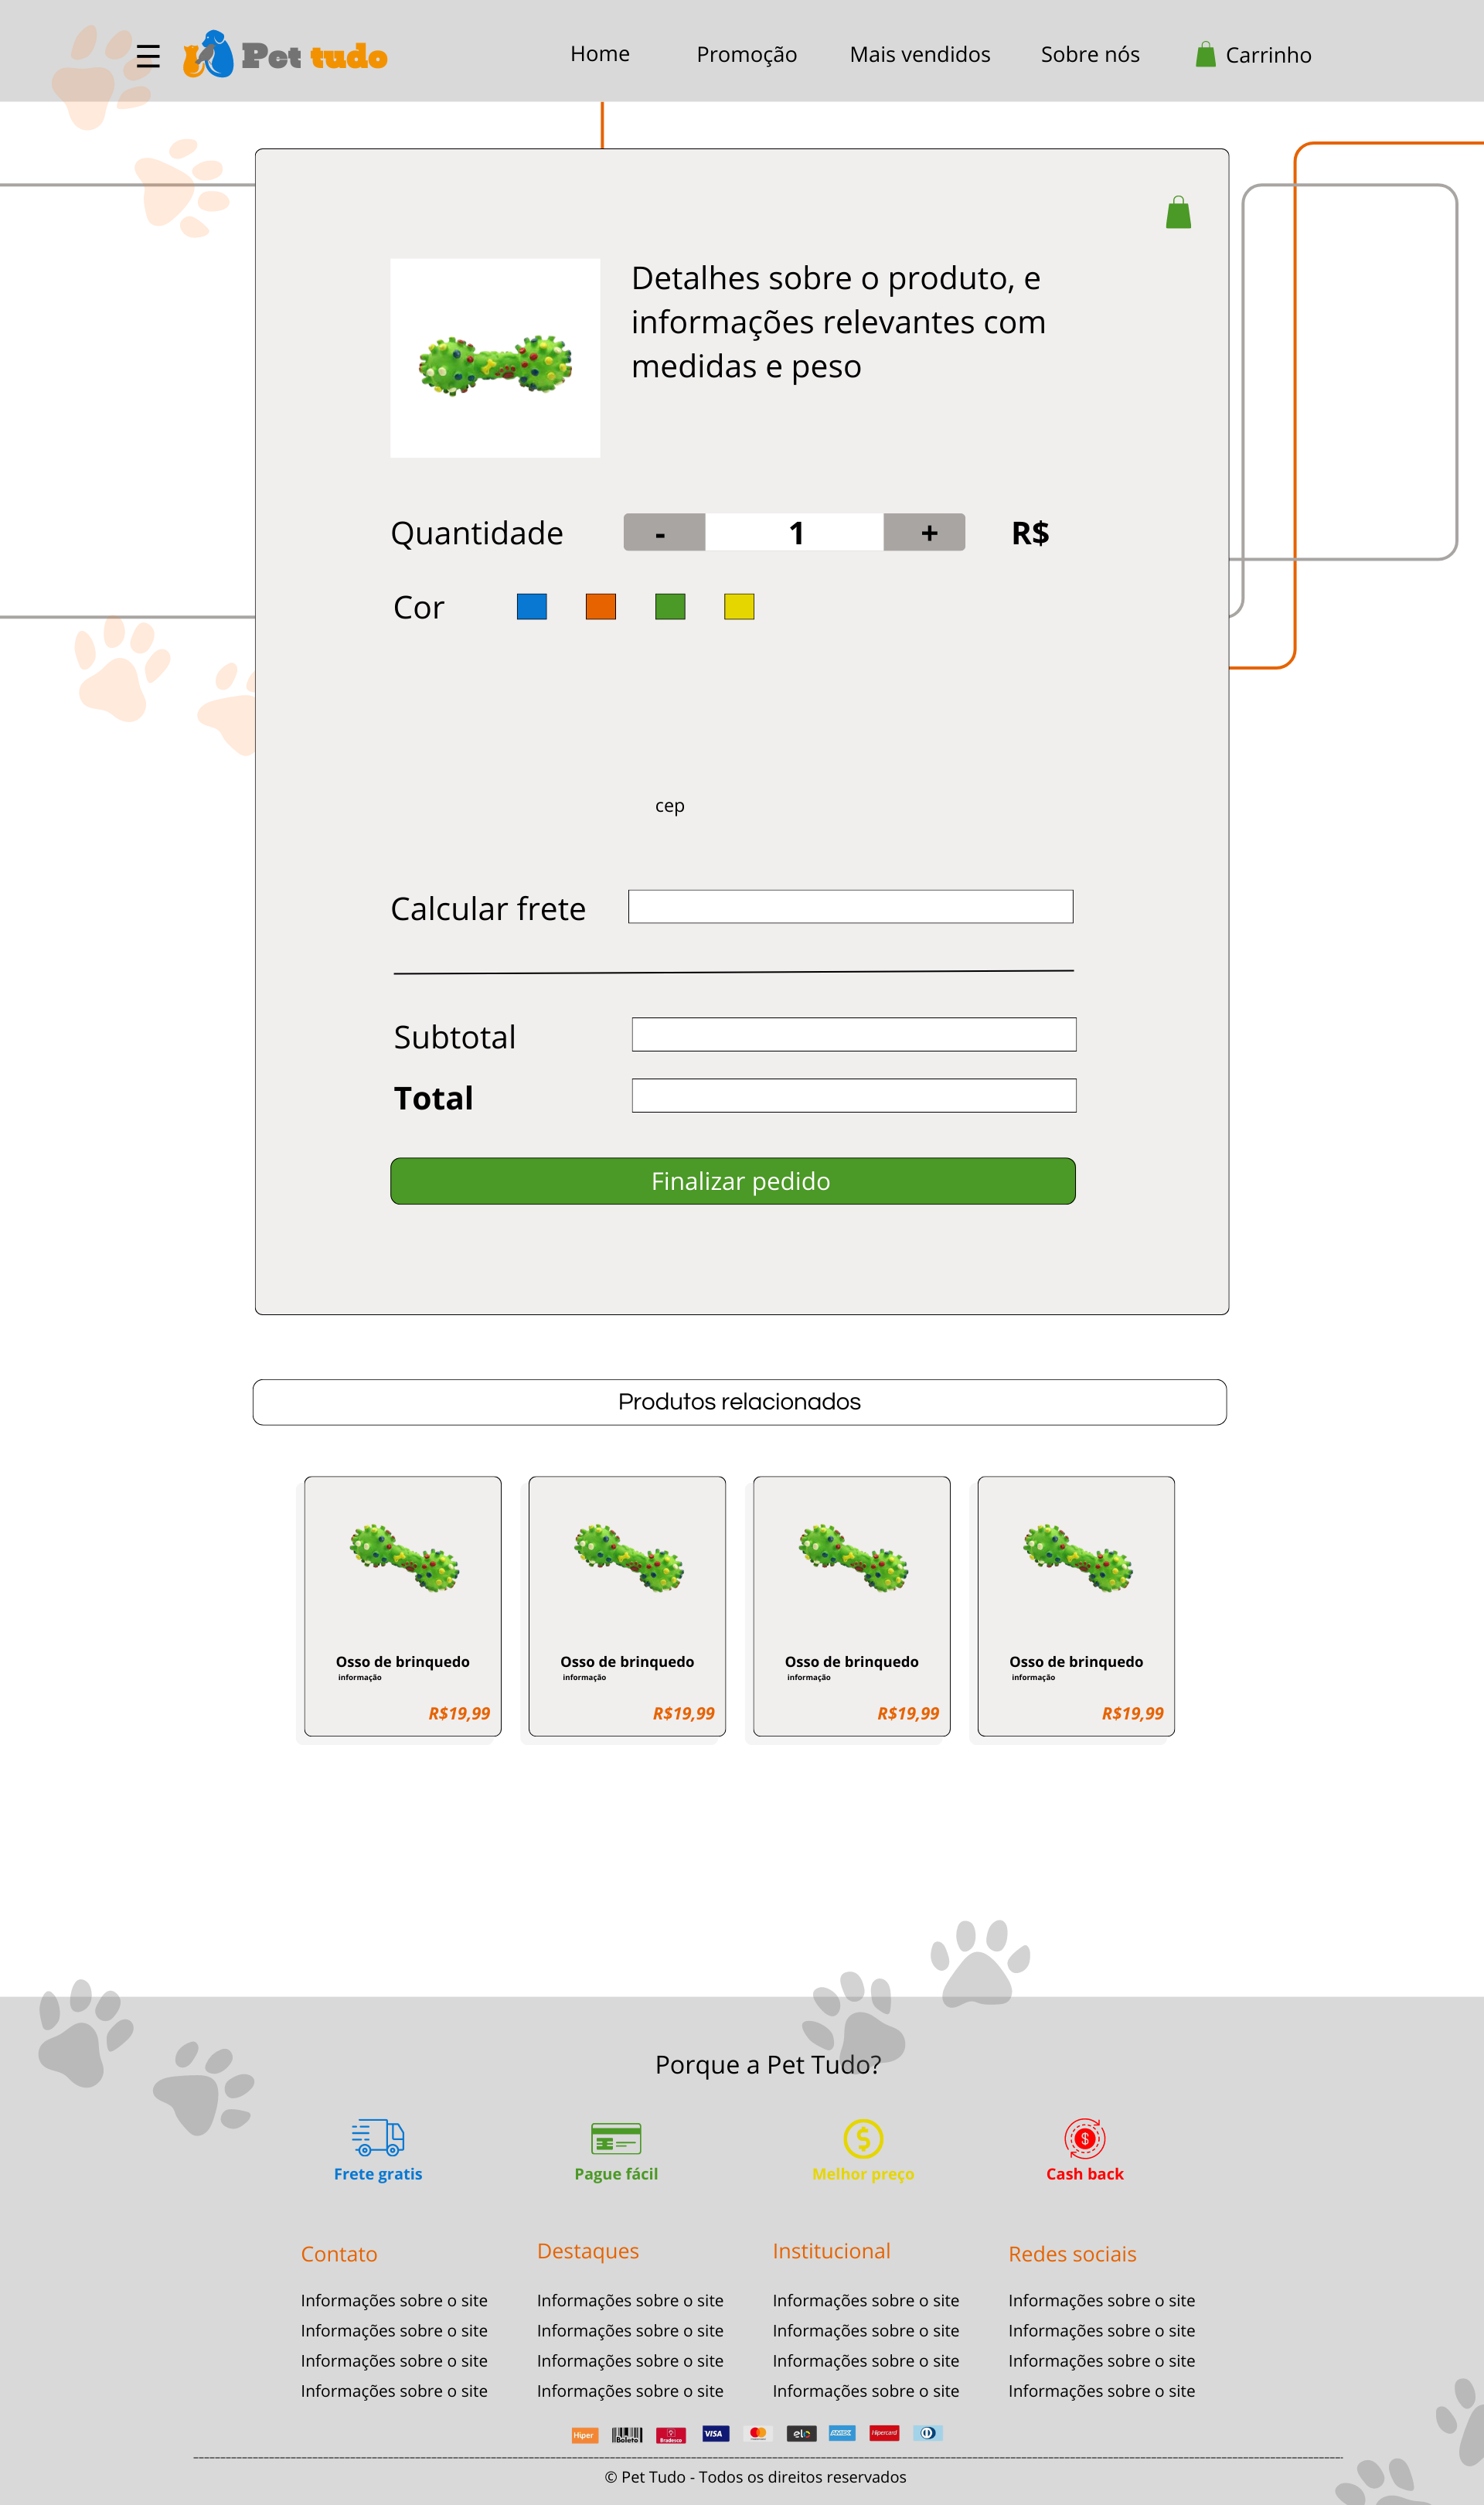 ☰ Pet tudo Home Promoção Mais vendidos Sobre nós Carrinho
Detalhes sobre o produto, e
informações relevantes com
medidas e peso
Quantidade - 1 + R$
Cor
cep
Calcular frete
Subtotal
Total
Finalizar pedido
Produtos relacionados
Osso de brinquedo Osso de brinquedo Osso de brinquedo Osso de brinquedo
informação informação informação informação
R$19,99 R$19,99 R$19,99 R$19,99
Porque a Pet Tudo?
Frete gratis Pague fácil Melhor preço Cash back
Contato Destaques Institucional Redes sociais
Informações sobre o site Informações sobre o site Informações sobre o site Informações sobre o site
Informações sobre o site Informações sobre o site Informações sobre o site Informações sobre o site
Informações sobre o site Informações sobre o site Informações sobre o site Informações sobre o site
Informações sobre o site Informações sobre o site Informações sobre o site Informações sobre o site
Hiper Boleto Bradesco VISA elo Hipercard
© Pet Tudo - Todos os direitos reservados